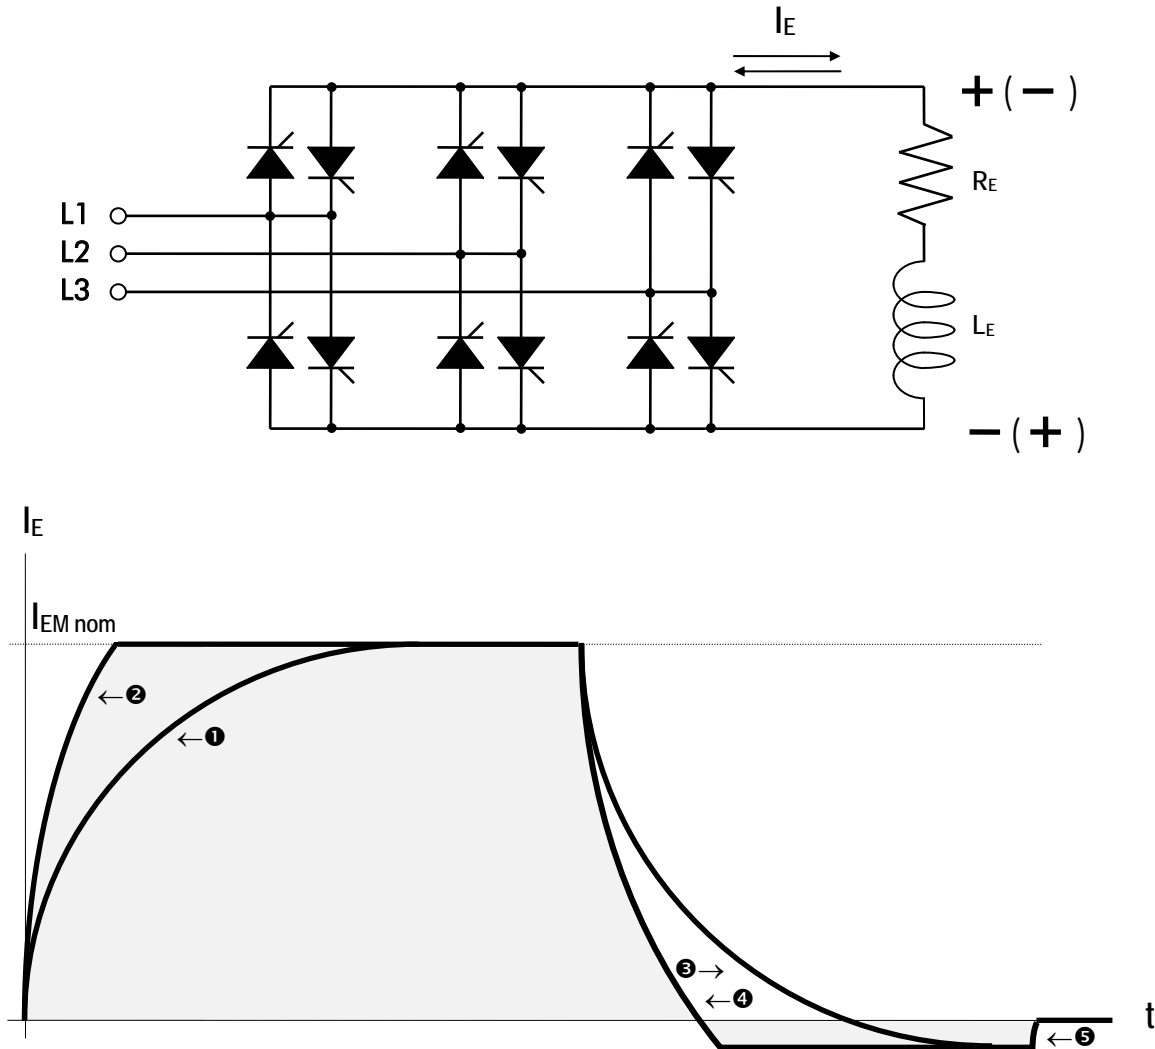 IE
+ ( − )
RE
L1
L2
L3
LE
− ( + )
IE
IEM nom
←❷
←❶
❸→
←❹
t
←❺